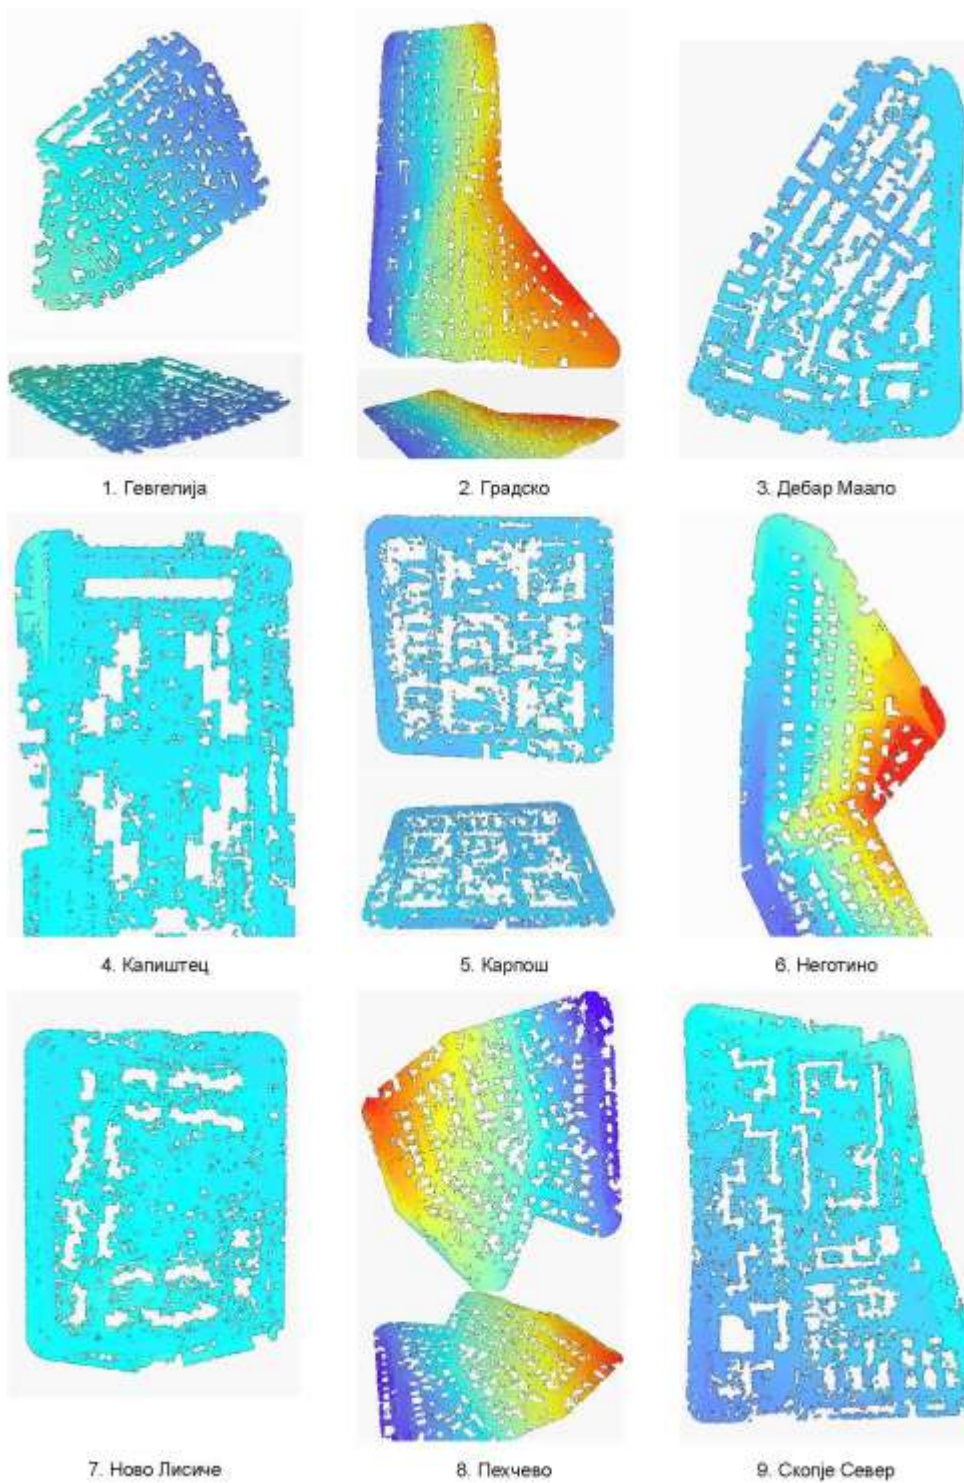 1. Гевгелија
2. Градско
3. Дебар Маало
4. Капиштец
5. Карпош
6. Неготино
7. Ново Лисиче
8. Пехчево
9. Скопје Север